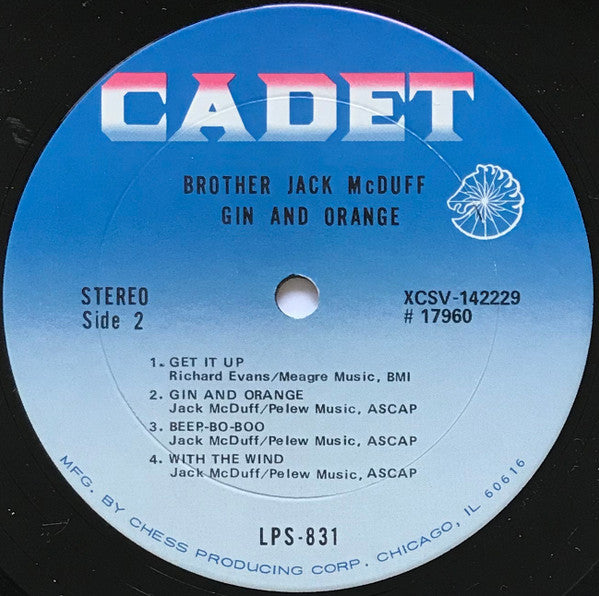 CADET
BROTHER JACK McDUFF
GIN AND ORANGE
STEREO
Side 2
XCSV-142229
# 17960
1. GET IT UP
Richard Evans/Meagre Music, BMI
2. GIN AND ORANGE
Jack McDuff/Pelew Music, ASCAP
3. BEEP-BO-BOO
Jack McDuff/Pelew Music, ASCAP
4. WITH THE WIND
Jack McDuff/Pelew Music, ASCAP
LPS-831
MFG. BY CHESS PRODUCING CORP. CHICAGO, IL 60616